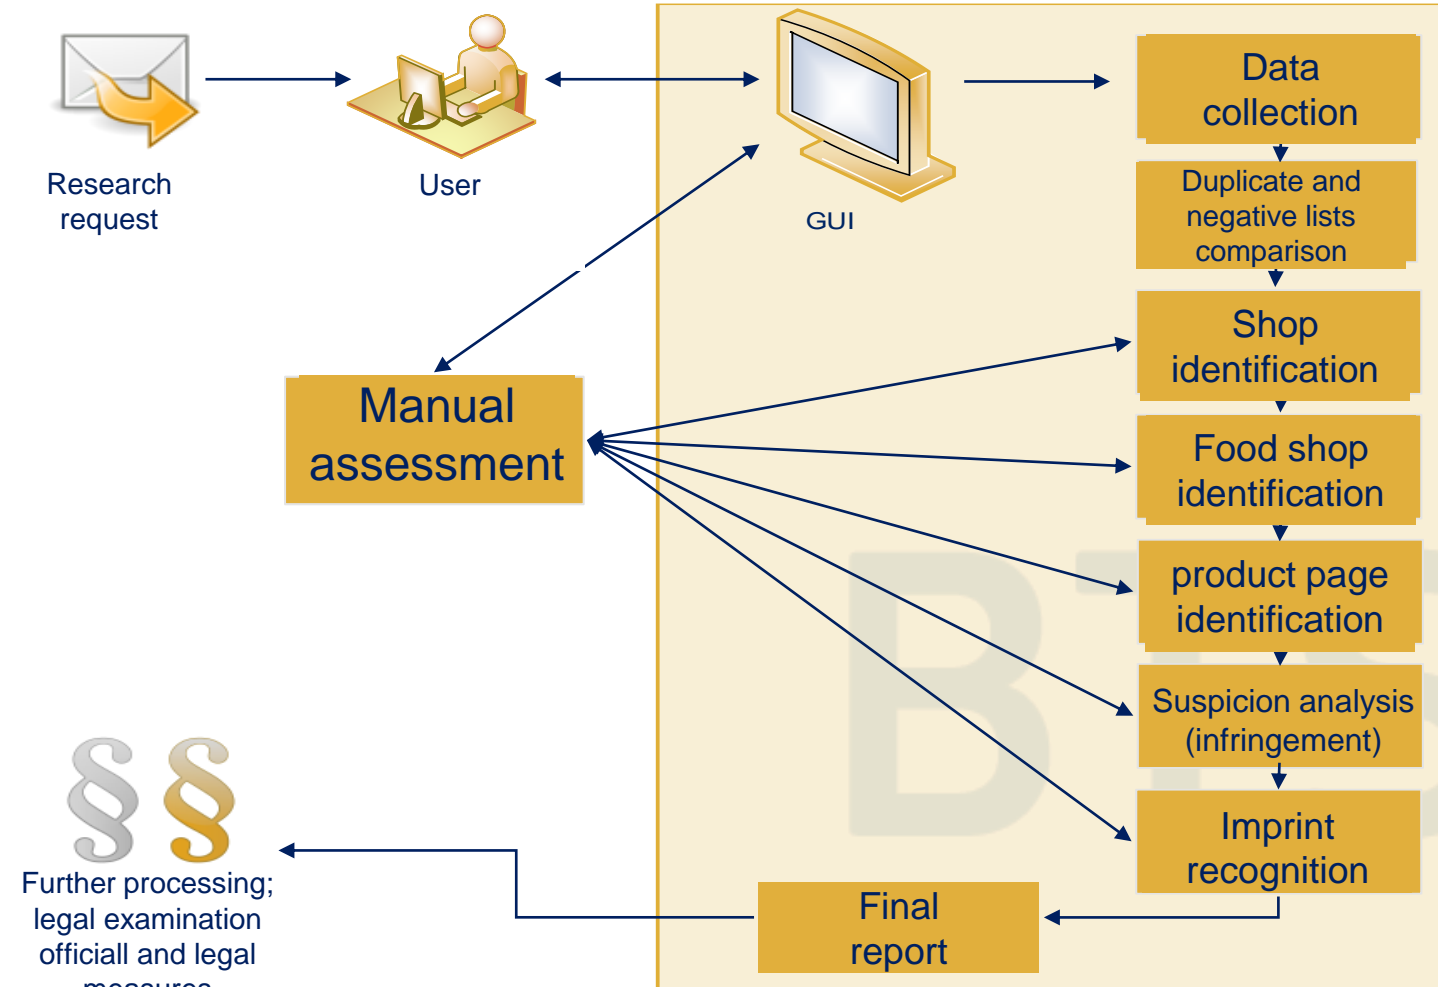 Research
request
User
GUI
Data
collection
Duplicate and
negative lists
comparison
Shop
identification
Manual
assessment
Food shop
identification
product page
identification
Suspicion analysis
(infringement)
Imprint
recognition
Final
report
Further processing;
legal examination
officiall and legal
measures